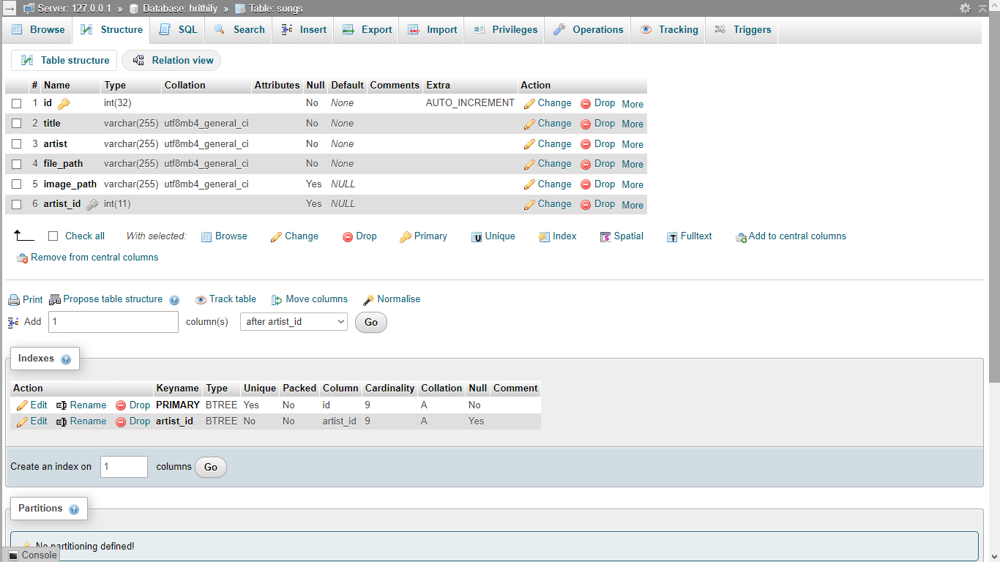 Server: 127.0.0.1 » Database: hrithify » Table: songs
Browse Structure SQL Search Insert Export Import Privileges Operations Tracking Triggers
Table structure Relation view
# Name Type Collation Attributes Null Default Comments Extra Action
1 id int(32) No None AUTO_INCREMENT Change Drop More
2 title varchar(255) utf8mb4_general_ci No None Change Drop More
3 artist varchar(255) utf8mb4_general_ci No None Change Drop More
4 file_path varchar(255) utf8mb4_general_ci No None Change Drop More
5 image_path varchar(255) utf8mb4_general_ci Yes NULL Change Drop More
6 artist_id int(11) Yes NULL Change Drop More
Check all With selected: Browse Change Drop Primary Unique Index Spatial Fulltext Add to central columns
Remove from central columns
Print Propose table structure Track table Move columns Normalise
Add 1 column(s) after artist_id Go
Indexes
Action Keyname Type Unique Packed Column Cardinality Collation Null Comment
Edit Rename Drop PRIMARY BTREE Yes No id 9 A No
Edit Rename Drop artist_id BTREE No No artist_id 9 A Yes
Create an index on 1 columns Go
Partitions
No partitioning defined!
Console